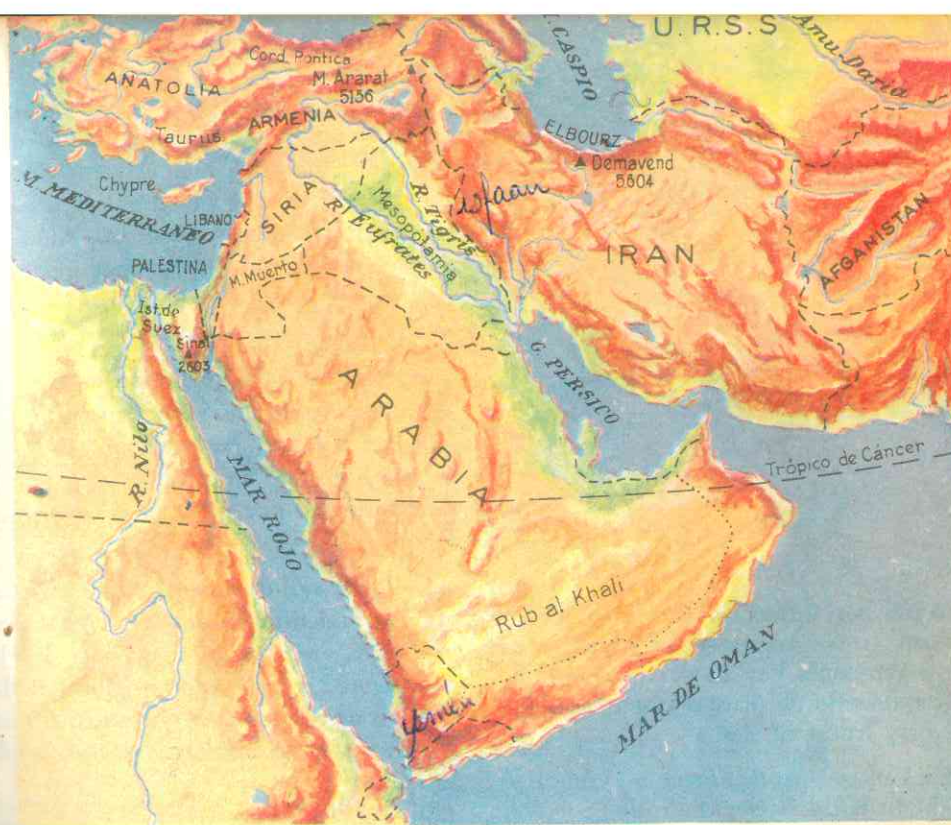 U.R.S.S
Amu Daria
M. CASPIO
Cord. Pontica
ANATOLIA
M. Ararat
5156
ARMENIA
Taurus
ELBOURZ
Demavend
5604
Chypre
M. MEDITERRANEO
LIBANO
SIRIA
R. Eufrates
Mesopotamia
R. Tigris
isfaan
IRAN
AFGANISTAN
PALESTINA
M. Muerto
Ist. de
Suez
Sinai
2603
G. PERSICO
ARABIA
R. Nilo
MAR ROJO
Trópico de Cáncer
Rub al Khali
MAR DE OMAN
Yemen